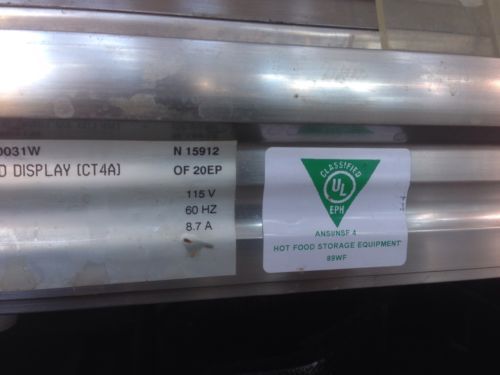 0031W
N 15912
D DISPLAY [CT4A]
OF 20EP
115 V
60 HZ
8.7 A
CLASSIFIED
UL
EPH
ANSI/NSF 4
HOT FOOD STORAGE EQUIPMENT
89WF